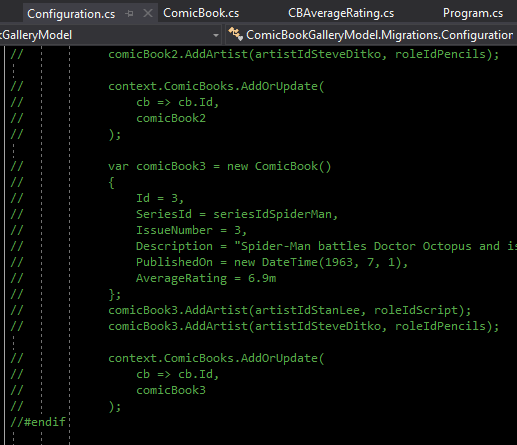 Configuration.cs
ComicBook.cs
CBAverageRating.cs
Program.cs
kGalleryModel
ComicBookGalleryModel.Migrations.Configuration
// comicBook2.AddArtist(artistIdSteveDitko, roleIdPencils);
//
// context.ComicBooks.AddOrUpdate(
// cb => cb.Id,
// comicBook2
// );
//
// var comicBook3 = new ComicBook()
// {
// Id = 3,
// SeriesId = seriesIdSpiderMan,
// IssueNumber = 3,
// Description = "Spider-Man battles Doctor Octopus and is
// PublishedOn = new DateTime(1963, 7, 1),
// AverageRating = 6.9m
// };
// comicBook3.AddArtist(artistIdStanLee, roleIdScript);
// comicBook3.AddArtist(artistIdSteveDitko, roleIdPencils);
//
// context.ComicBooks.AddOrUpdate(
// cb => cb.Id,
// comicBook3
// );
//#endif